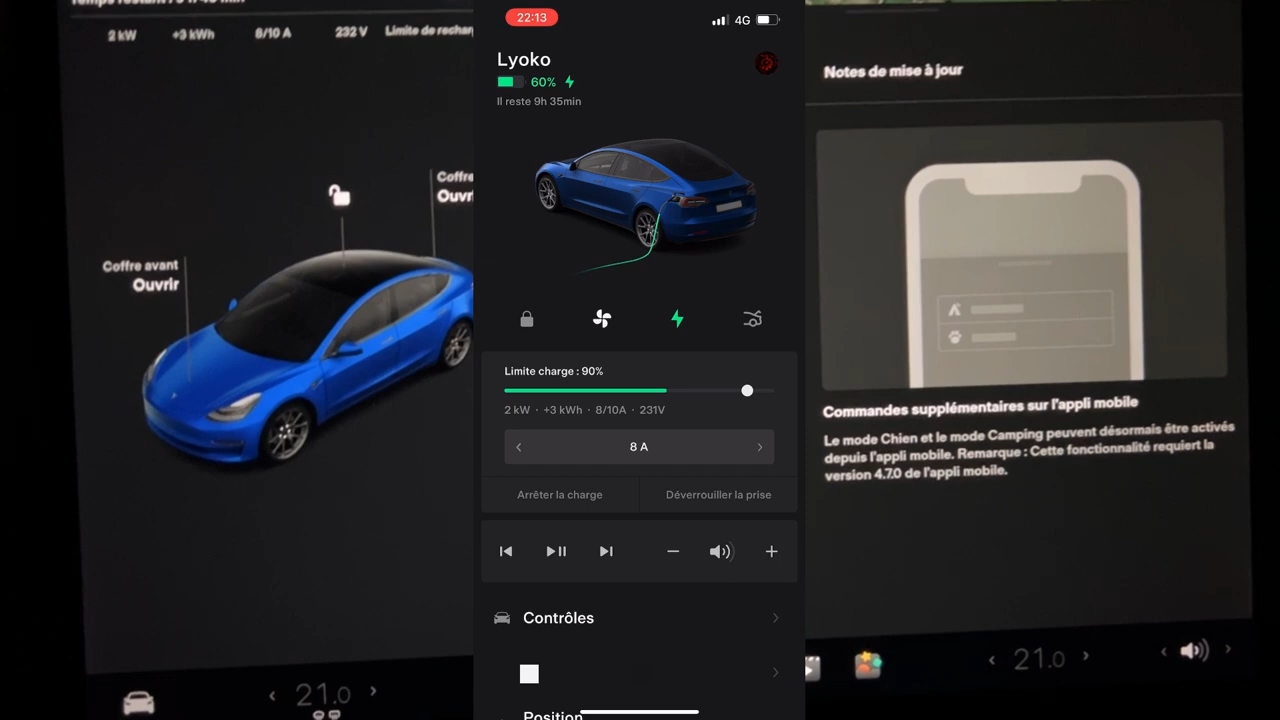 2 kW
+3 kWh
8/10 A
232 V
Limite de rechar
Coffre
Ouvr
Coffre avant
Ouvrir
21.0
22:13
4G
Lyoko
60%
Il reste 9h 35min
Limite charge : 90%
2 kW · +3 kWh · 8/10A · 231V
8 A
Arrêter la charge
Déverrouiller la prise
Contrôles
Position
Notes de mise à jour
Commandes supplémentaires sur l'appli mobile
Le mode Chien et le mode Camping peuvent désormais être activés
depuis l'appli mobile. Remarque : Cette fonctionnalité requiert la
version 4.7.0 de l'appli mobile.
21.0